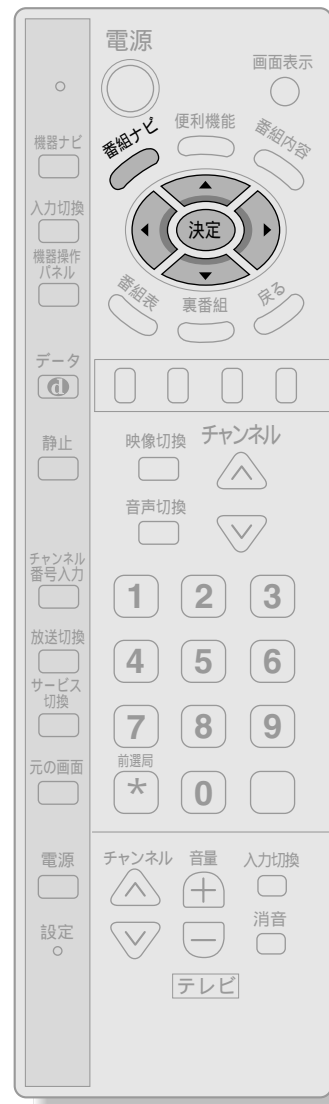 電源
画面表示
機器ナビ
番組ナビ
便利機能
番組内容
入力切換
決定
機器操作
パネル
番組表
裏番組
戻る
データ
d
静止
映像切換
チャンネル
音声切換
チャンネル
番号入力
1 2 3
放送切換
4 5 6
サービス
切換
7 8 9
元の画面
前選局
* 0
電源
チャンネル
音量
入力切換
+
設定
消音
−
テレビ